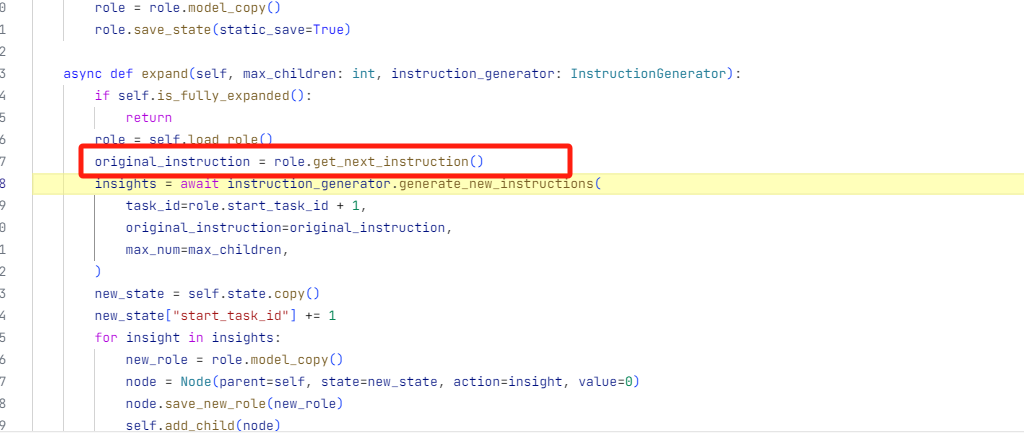 0 role = role.model_copy()
1 role.save_state(static_save=True)
2
3 async def expand(self, max_children: int, instruction_generator: InstructionGenerator):
4 if self.is_fully_expanded():
5 return
6 role = self.load_role()
7 original_instruction = role.get_next_instruction()
8 insights = await instruction_generator.generate_new_instructions(
9 task_id=role.start_task_id + 1,
0 original_instruction=original_instruction,
1 max_num=max_children,
2 )
3 new_state = self.state.copy()
4 new_state["start_task_id"] += 1
5 for insight in insights:
6 new_role = role.model_copy()
7 node = Node(parent=self, state=new_state, action=insight, value=0)
8 node.save_new_role(new_role)
9 self.add_child(node)